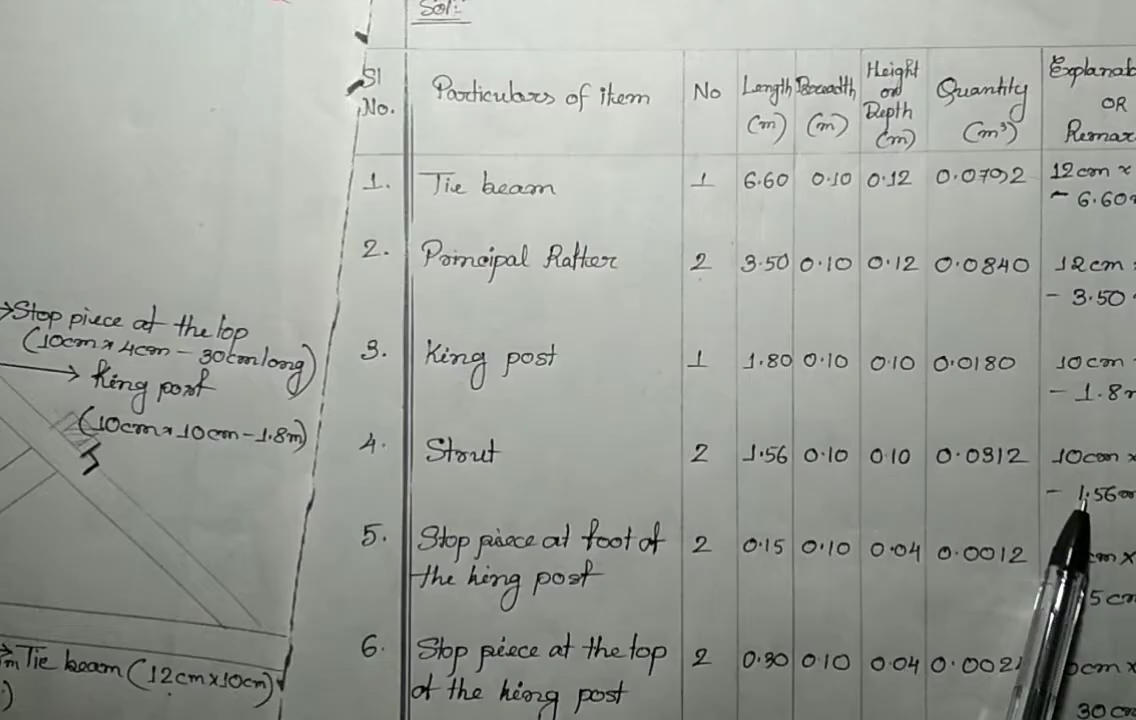 Sol:-
Sl No.
Particulars of item
No
Length (m)
Breadth (m)
Height or Depth (m)
Quantity (m³)
OR
1. Tie beam 1 6.60 0.10 0.12 0.0792 12cm ×
- 6.60
2. Principal Rafter 2 3.50 0.10 0.12 0.0840 12cm
- 3.50
3. King post 1 1.80 0.10 0.10 0.0180 10cm
- 1.8
4. Strut 2 1.56 0.10 0.10 0.0312 10cm ×
- 1.56
5. Stop piece at foot of 2 0.15 0.10 0.04 0.0012
the king post
5cm
6. Stop piece at the top 2 0.30 0.10 0.04
of the king post
30
Stop piece at the top
(10cm × 4cm - 30cm long)
King post
(10cm × 10cm - 1.8m)
Tie beam (12cm×10cm)